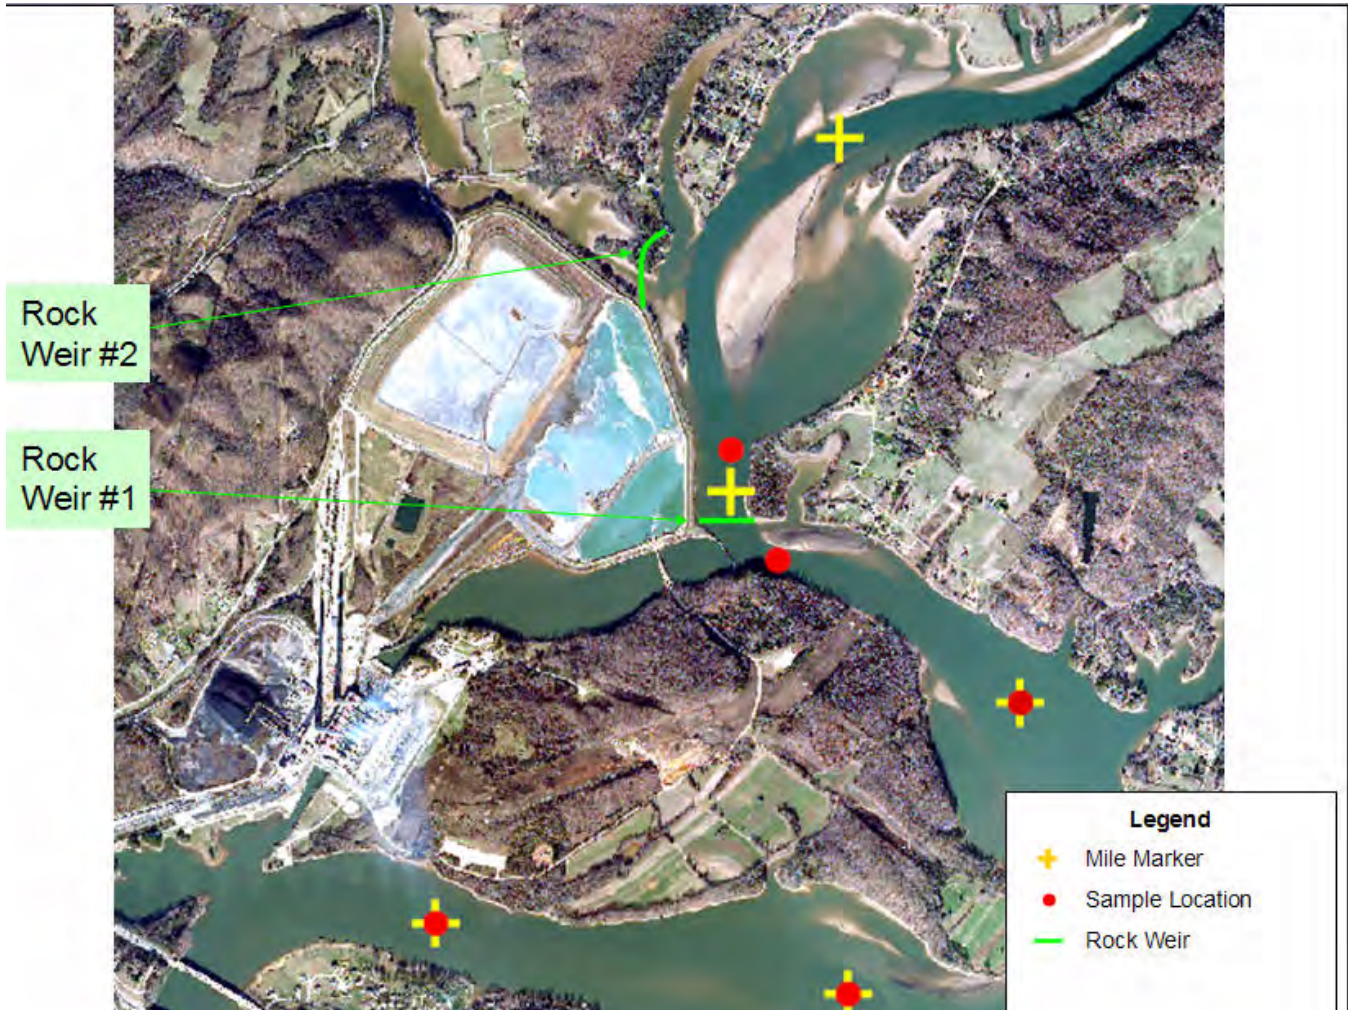 Rock
Weir #2
Rock
Weir #1
Legend
Mile Marker
Sample Location
Rock Weir